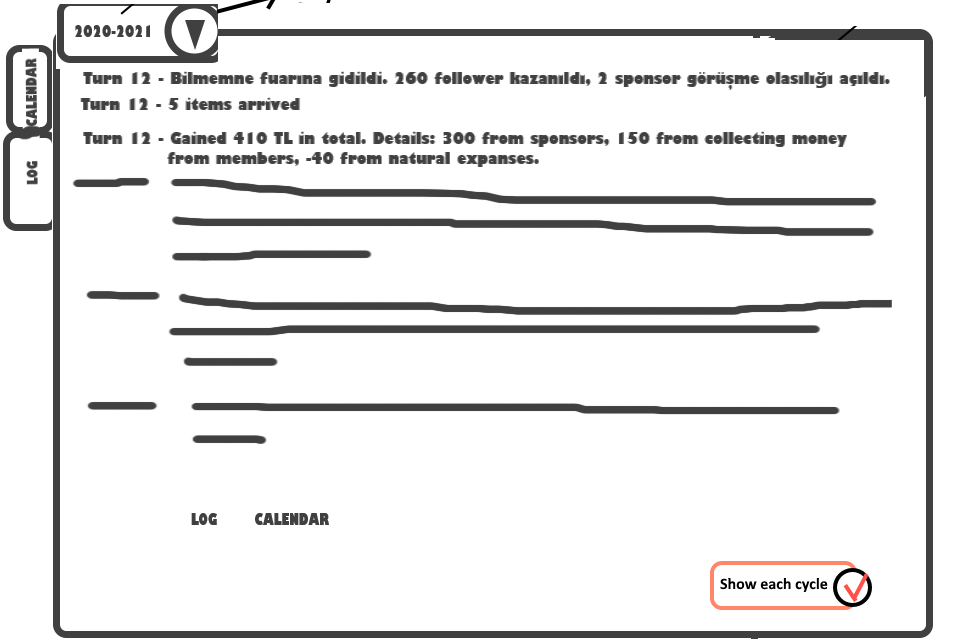 2020-2021
CALENDAR
LOG
Turn 12 - Bilmemne fuarına gidildi. 260 follower kazanıldı, 2 sponsor görüşme olasılığı açıldı.
Turn 12 - 5 items arrived
Turn 12 - Gained 410 TL in total. Details: 300 from sponsors, 150 from collecting money
from members, -40 from natural expanses.
LOG CALENDAR
Show each cycle